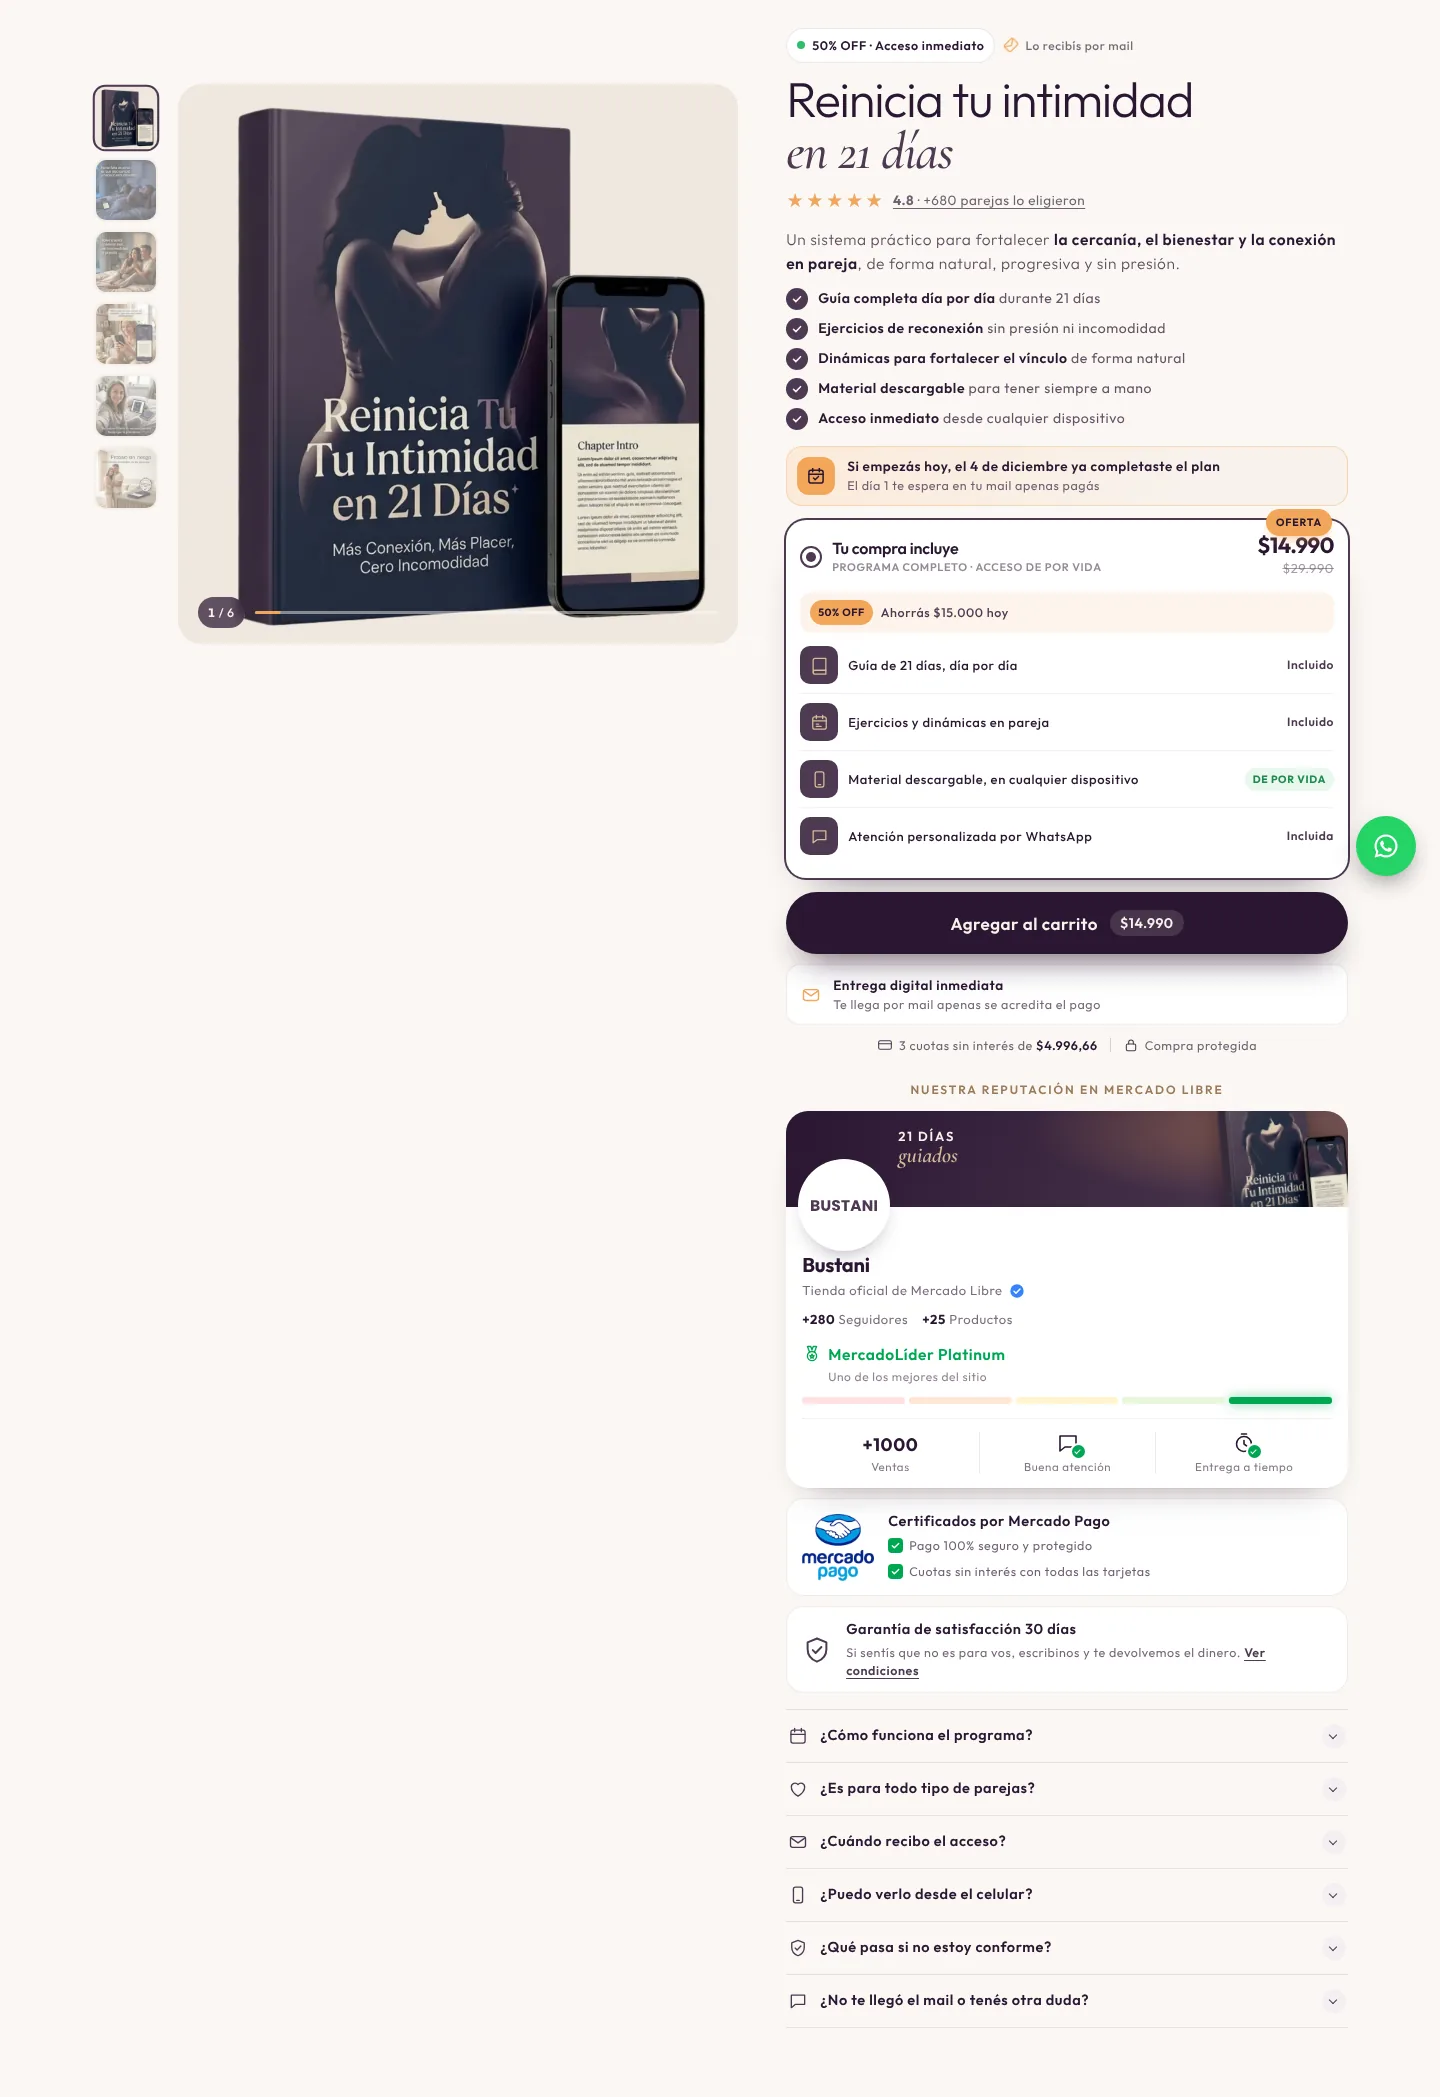 50% OFF · Acceso inmediato
Lo recibís por mail
Reinicia tu intimidad
en 21 días
4.8 · +680 parejas lo eligieron
Un sistema práctico para fortalecer la cercanía, el bienestar y la conexión
en pareja, de forma natural, progresiva y sin presión.
Guía completa día por día durante 21 días
Ejercicios de reconexión sin presión ni incomodidad
Dinámicas para fortalecer el vínculo de forma natural
Material descargable para tener siempre a mano
Acceso inmediato desde cualquier dispositivo
Si empezás hoy, el 4 de diciembre ya completaste el plan
El día 1 te espera en tu mail apenas pagás
OFERTA
Tu compra incluye
$14.990
PROGRAMA COMPLETO · ACCESO DE POR VIDA
$29.990
50% OFF
Ahorrás $15.000 hoy
Guía de 21 días, día por día
Incluido
Ejercicios y dinámicas en pareja
Incluido
Material descargable, en cualquier dispositivo
DE POR VIDA
Atención personalizada por WhatsApp
Incluida
Agregar al carrito
$14.990
Entrega digital inmediata
Te llega por mail apenas se acredita el pago
3 cuotas sin interés de $4.996,66
Compra protegida
NUESTRA REPUTACIÓN EN MERCADO LIBRE
21 DÍAS
guiados
Reinicia Tu
Tu Intimidad
en 21 Días
BUSTANI
Bustani
Tienda oficial de Mercado Libre
+280 Seguidores
+25 Productos
MercadoLíder Platinum
Uno de los mejores del sitio
+1000
Ventas
Buena atención
Entrega a tiempo
mercado
pago
Certificados por Mercado Pago
Pago 100% seguro y protegido
Cuotas sin interés con todas las tarjetas
Garantía de satisfacción 30 días
Si sentís que no es para vos, escribinos y te devolvemos el dinero. Ver
condiciones
¿Cómo funciona el programa?
¿Es para todo tipo de parejas?
¿Cuándo recibo el acceso?
¿Puedo verlo desde el celular?
¿Qué pasa si no estoy conforme?
¿No te llegó el mail o tenés otra duda?
Reinicia Tu
Tu Intimidad
en 21 Días
Más Conexión, Más Placer,
Cero Incomodidad
Chapter Intro
1 / 6